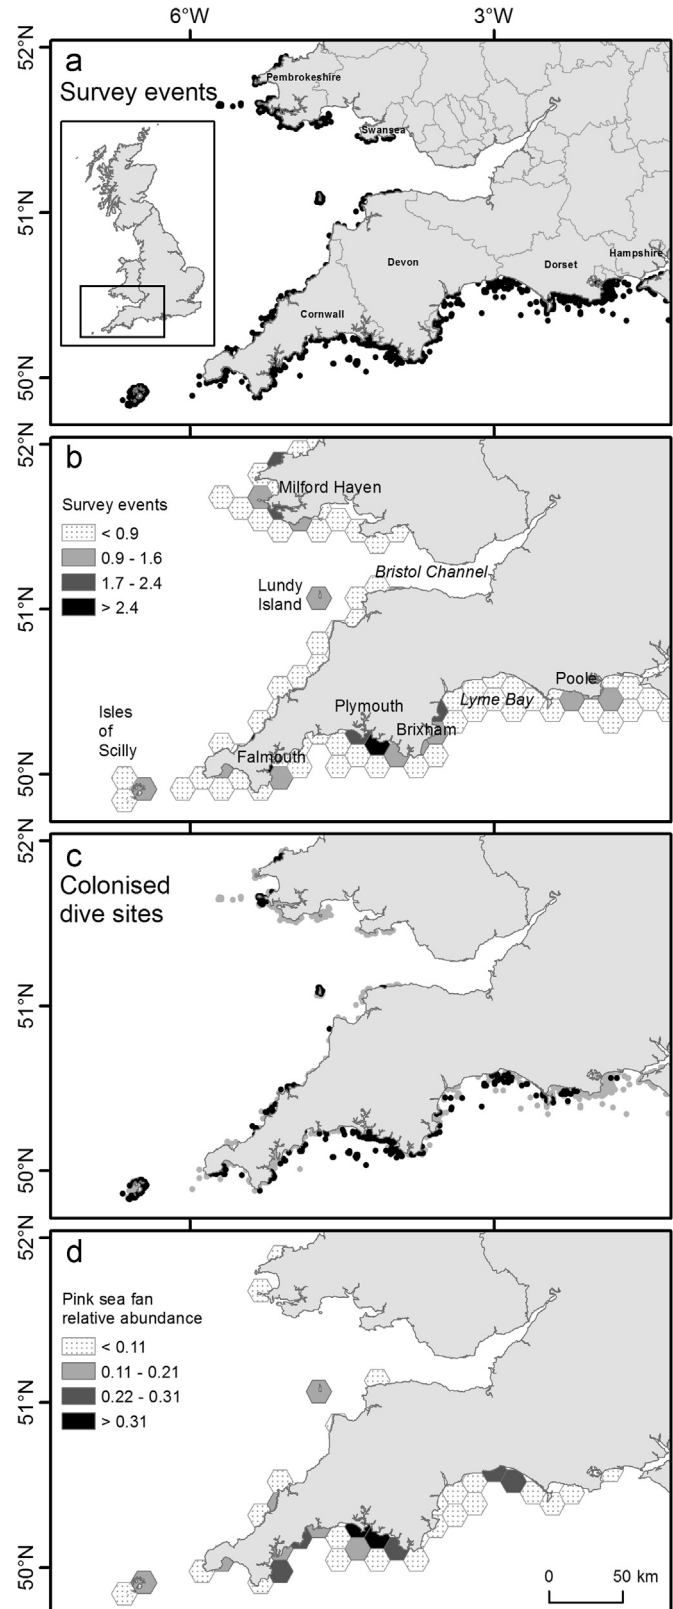 6°W 3°W
52°N
a
Survey events
Pembrokeshire
Swansea
51°N
Devon
Dorset
Hampshire
Cornwall
50°N
52°N
b
Milford Haven
Survey events
< 0.9
0.9 - 1.6
1.7 - 2.4
> 2.4
Bristol Channel
Lundy
Island
51°N
Poole
Plymouth
Lyme Bay
Isles
of
Scilly
Brixham
Falmouth
50°N
52°N
c
Colonised
dive sites
51°N
50°N
52°N
d
Pink sea fan
relative abundance
< 0.11
0.11 - 0.21
0.22 - 0.31
> 0.31
51°N
50°N
0 50 km